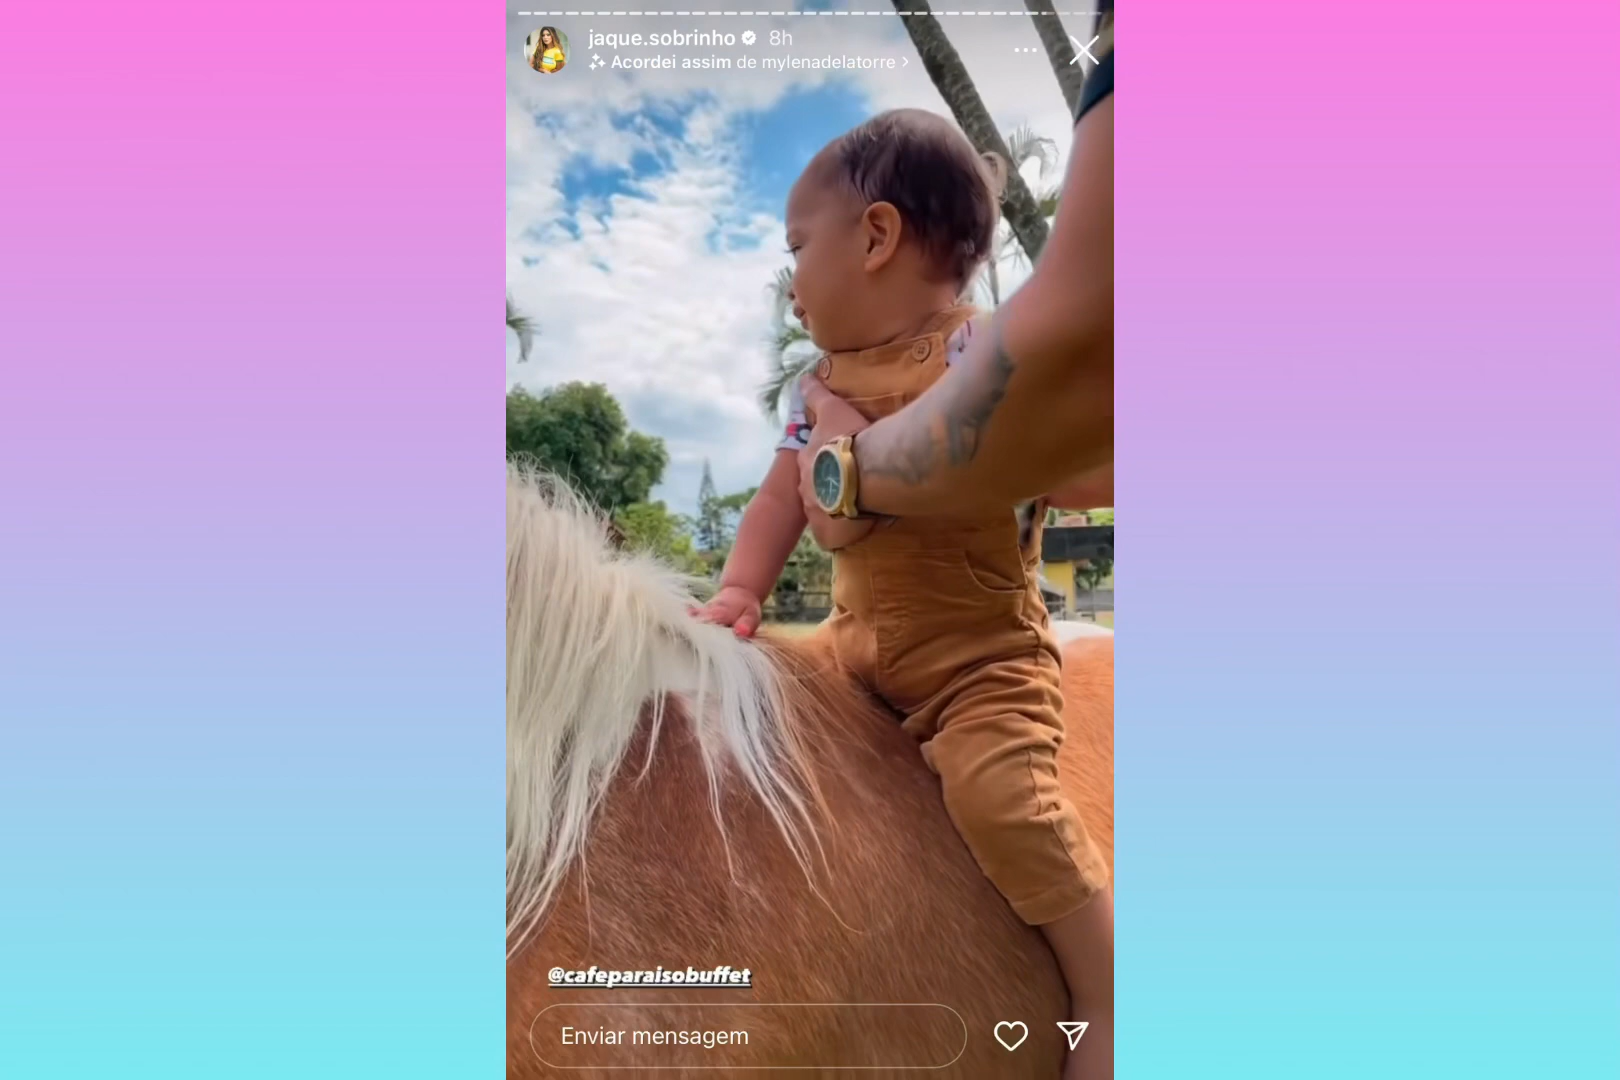 jaque.sobrinho 8h
Acordei assim de mylenadelatorre
@cafeparaisobuffet
Enviar mensagem